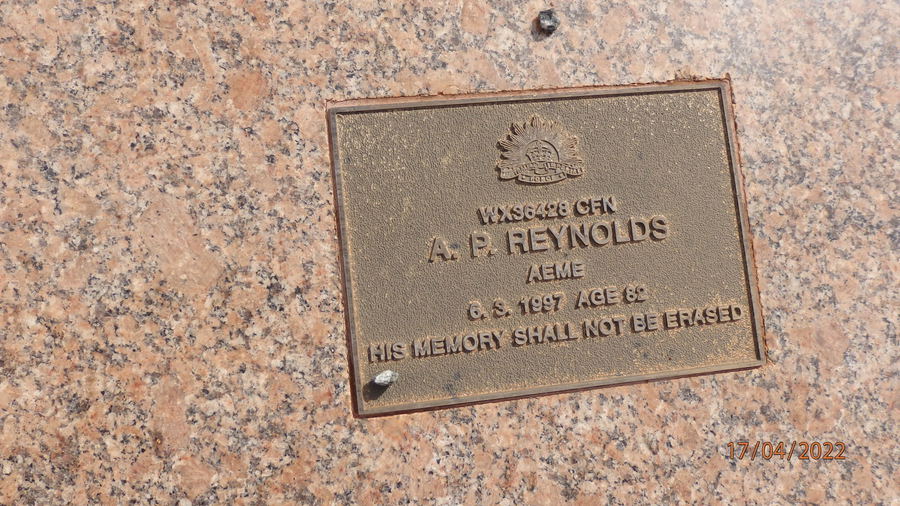 WX36428 CFN
A. P. REYNOLDS
AEME
6. 3. 1997 AGE 82
HIS MEMORY SHALL NOT BE ERASED
17/04/2022